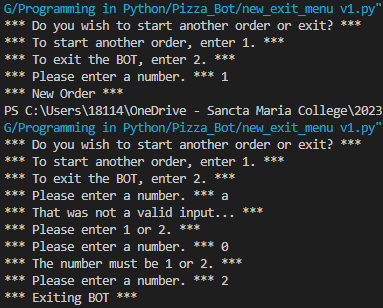 G/Programming in Python/Pizza_Bot/new_exit_menu v1.py"
*** Do you wish to start another order or exit? ***
*** To start another order, enter 1. ***
*** To exit the BOT, enter 2. ***
*** Please enter a number. *** 1
*** New Order ***
PS C:\Users\18114\OneDrive - Sancta Maria College\2023
G/Programming in Python/Pizza_Bot/new_exit_menu v1.py"
*** Do you wish to start another order or exit? ***
*** To start another order, enter 1. ***
*** To exit the BOT, enter 2. ***
*** Please enter a number. *** a
*** That was not a valid input... ***
*** Please enter 1 or 2. ***
*** Please enter a number. *** 0
*** The number must be 1 or 2. ***
*** Please enter a number. *** 2
*** Exiting BOT ***